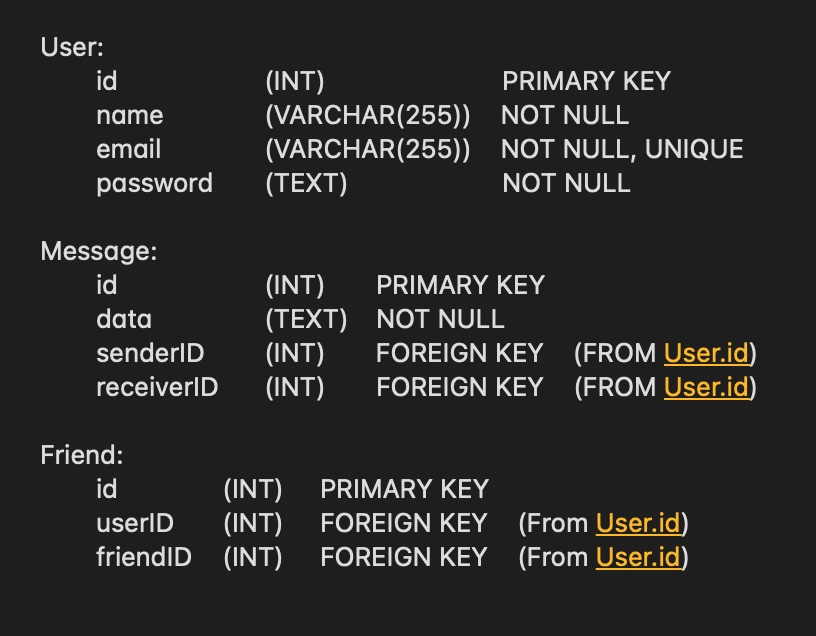 User:
id (INT) PRIMARY KEY
name (VARCHAR(255)) NOT NULL
email (VARCHAR(255)) NOT NULL, UNIQUE
password (TEXT) NOT NULL
Message:
id (INT) PRIMARY KEY
data (TEXT) NOT NULL
senderID (INT) FOREIGN KEY (FROM User.id)
receiverID (INT) FOREIGN KEY (FROM User.id)
Friend:
id (INT) PRIMARY KEY
userID (INT) FOREIGN KEY (From User.id)
friendID (INT) FOREIGN KEY (From User.id)